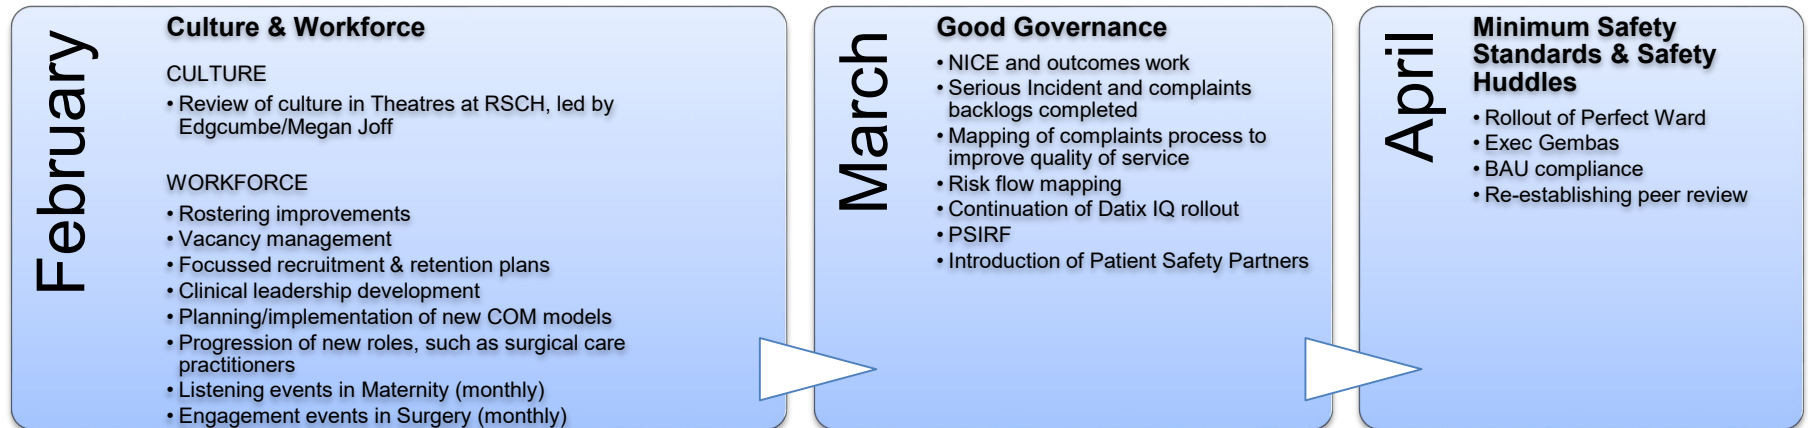 February
Culture & Workforce
CULTURE
• Review of culture in Theatres at RSCH, led by
Edgcumbe/Megan Joff
WORKFORCE
• Rostering improvements
• Vacancy management
• Focussed recruitment & retention plans
• Clinical leadership development
• Planning/implementation of new COM models
• Progression of new roles, such as surgical care
practitioners
• Listening events in Maternity (monthly)
• Engagement events in Surgery (monthly)
March
Good Governance
• NICE and outcomes work
• Serious Incident and complaints
backlogs completed
• Mapping of complaints process to
improve quality of service
• Risk flow mapping
• Continuation of Datix IQ rollout
• PSIRF
• Introduction of Patient Safety Partners
April
Minimum Safety
Standards & Safety
Huddles
• Rollout of Perfect Ward
• Exec Gembas
• BAU compliance
• Re-establishing peer review